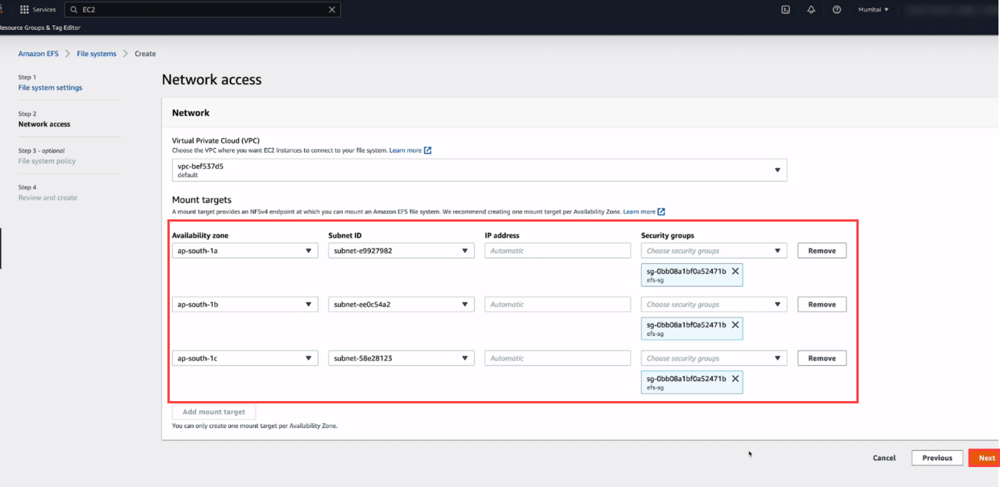 Services
EC2
Mumbai
Resource Groups & Tag Editor
Amazon EFS
File systems
Create
Step 1
File system settings
Step 2
Network access
Step 3 - optional
File system policy
Step 4
Review and create
Network access
Network
Virtual Private Cloud (VPC)
Choose the VPC where you want EC2 instances to connect to your file system. Learn more
vpc-bef537d5
default
Mount targets
A mount target provides an NFSv4 endpoint at which you can mount an Amazon EFS file system. We recommend creating one mount target per Availability Zone. Learn more
Availability zone Subnet ID IP address Security groups
ap-south-1a subnet-e9927982 Automatic Choose security groups Remove
sg-0bb08a1bf0a52471b
efs-sg
ap-south-1b subnet-ee0c54a2 Automatic Choose security groups Remove
sg-0bb08a1bf0a52471b
efs-sg
ap-south-1c subnet-58e28123 Automatic Choose security groups Remove
sg-0bb08a1bf0a52471b
efs-sg
Add mount target
You can only create one mount target per Availability Zone.
Cancel Previous Next